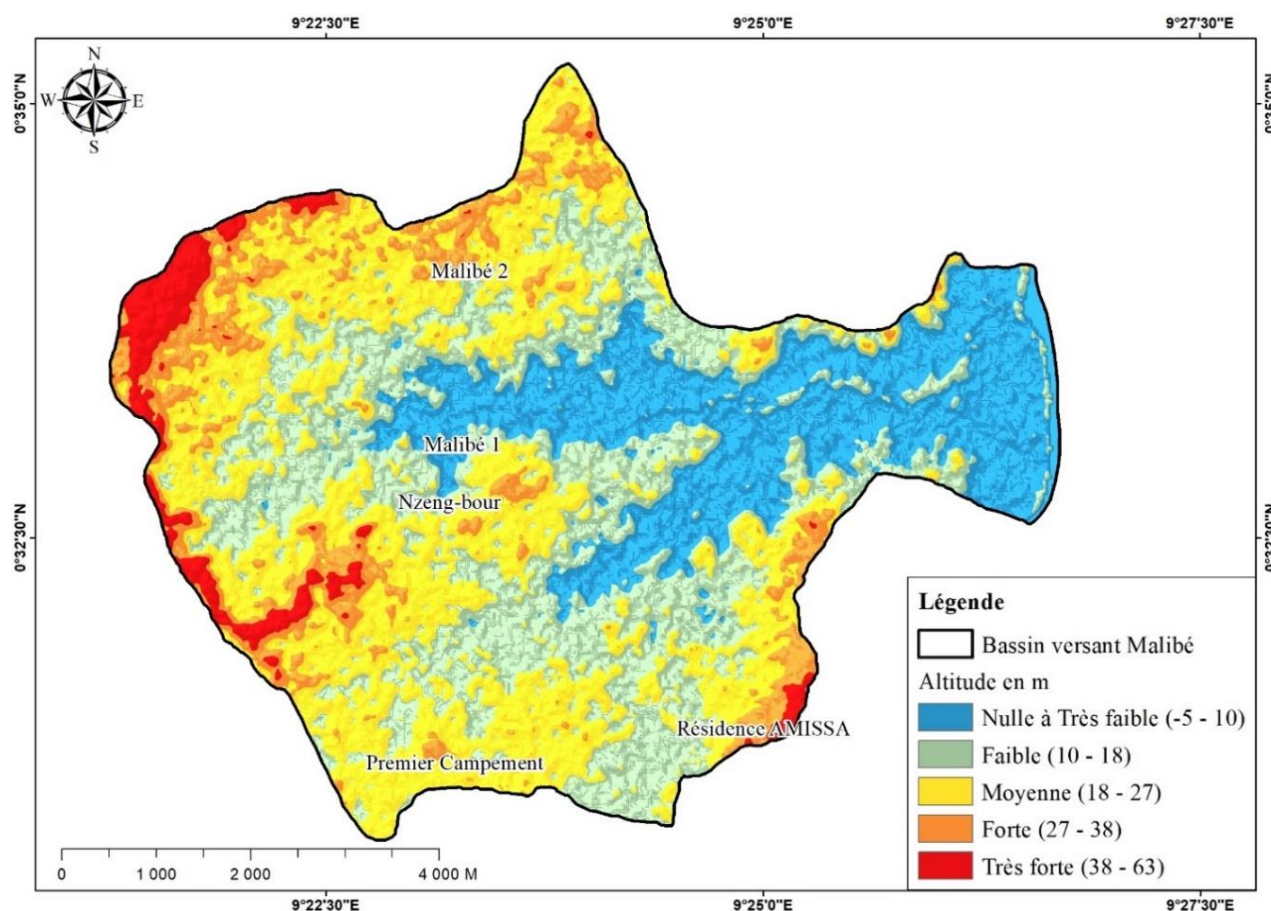 9°22'30"E
9°25'0"E
9°27'30"E
N
W
E
S
0°35'0"N
0°35'0"N
Malibé 2
Malibé 1
Nzeng-bour
0°32'30"N
0°32'30"N
Résidence AMISSA
Premier Campement
Légende
Bassin versant Malibé
Altitude en m
Nulle à Très faible (-5 - 10)
Faible (10 - 18)
Moyenne (18 - 27)
Forte (27 - 38)
Très forte (38 - 63)
0 1 000 2 000 4 000 M
9°22'30"E
9°25'0"E
9°27'30"E